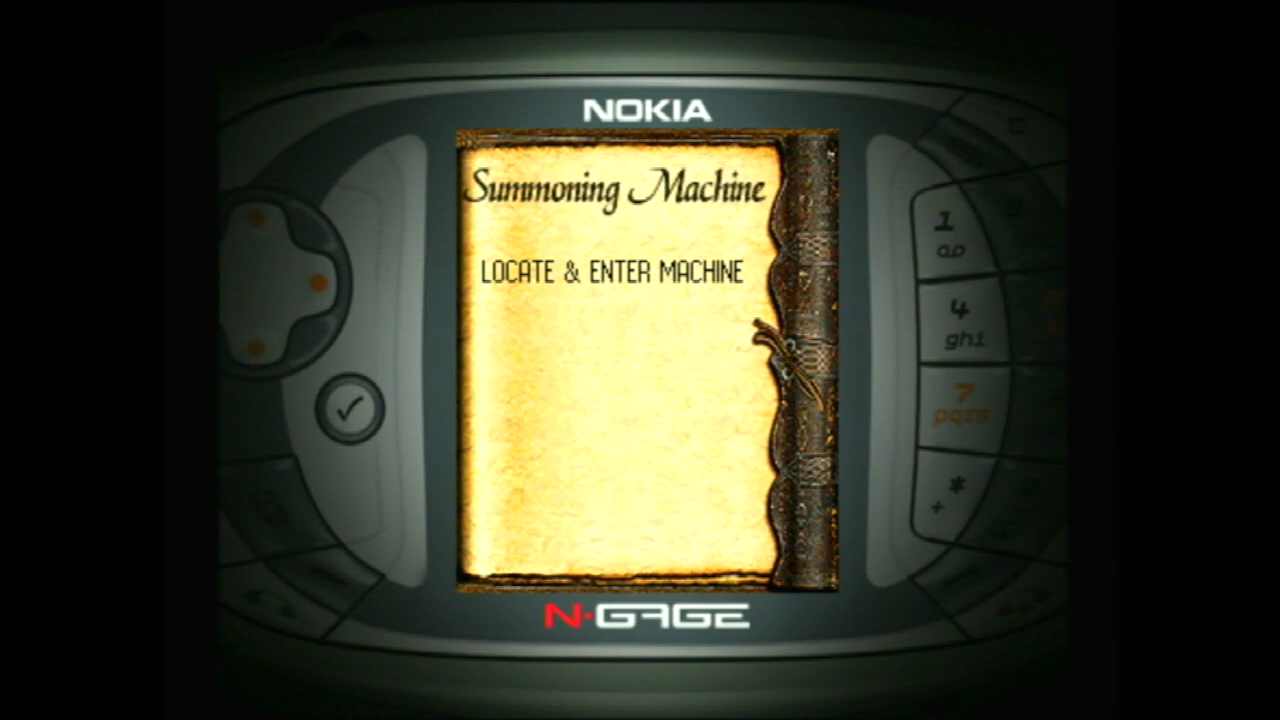 NOKIA
Summoning Machine
LOCATE & ENTER MACHINE
1
4
ghi
7
pqrs
*
+
N-GAGE